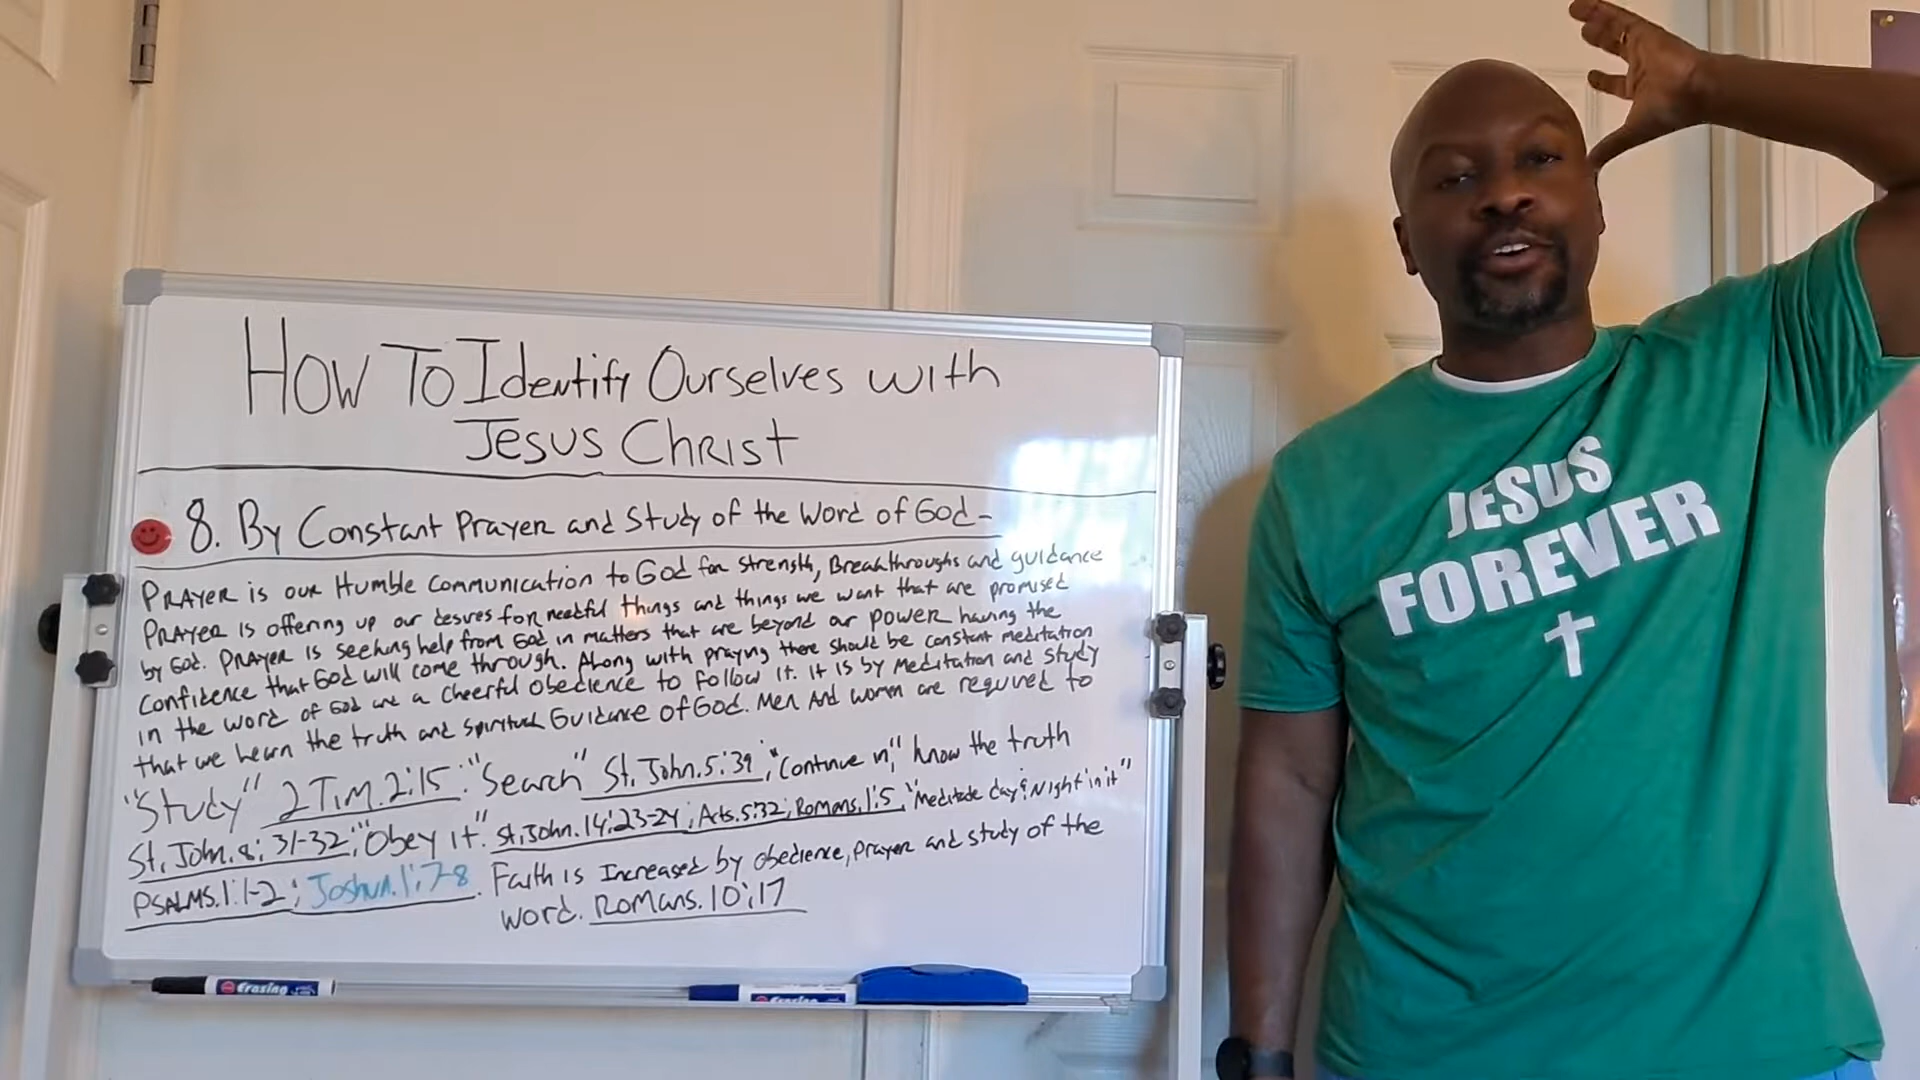 How To Identify Ourselves with
Jesus Christ
8. By Constant Prayer and Study of the Word of God-
Prayer is our Humble Communication to God for strength, Breakthroughs and guidance
Prayer is offering up our desires for needful things and things we want that are promised
by God. Prayer is seeking help from God in matters that are beyond our power having the
Confidence that God will come through. Along with praying there should be constant meditation
in the word of God and a cheerful obedience to follow it. It is by Meditation and Study
that we learn the truth and Spiritual Guidance of God. Men And women are required to
"Study" 2 Tim. 2:15; "Search" St. John. 5:39; "Continue in," know the truth
St. John. 8:31-32; "Obey it" St. John. 14:23-24; Acts. 5:32; Romans. 1:5, "Meditate day & Night in it"
Psalms. 1:1-2; Joshua. 1:7-8. Faith is Increased by obedience, prayer and study of the
word. Romans. 10:17
JESUS
FOREVER
Erasing
Erasing